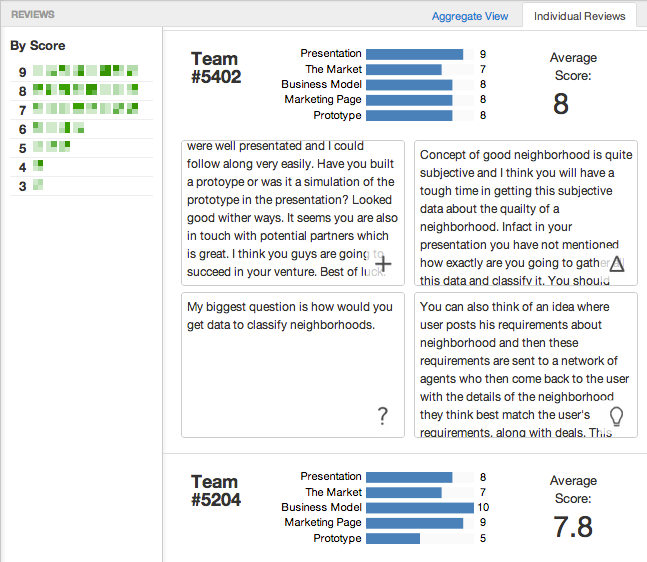 REVIEWS
Aggregate View
Individual Reviews
By Score
9
8
7
6
5
4
3
Team
#5402
Presentation 9
The Market 7
Business Model 8
Marketing Page 8
Prototype 8
Average
Score:
8
were well presentated and I could
follow along very easily. Have you built
a protoype or was it a simulation of the
prototype in the presentation? Looked
good wither ways. It seems you are also
in touch with potential partners which
is great. I think you guys are going to
succeed in your venture. Best of luck.
+
Concept of good neighborhood is quite
subjective and I think you will have a
tough time in getting this subjective
data about the quailty of a
neighborhood. Infact in your
presentation you have not mentioned
how exactly are you going to gather all
this data and classify it. You should
My biggest question is how would you
get data to classify neighborhoods.
?
You can also think of an idea where
user posts his requirements about
neighborhood and then these
requirements are sent to a network of
agents who then come back to the user
with the details of the neighborhood
they think best match the user's
requirements, along with deals. This
Team
#5204
Presentation 8
The Market 7
Business Model 10
Marketing Page 9
Prototype 5
Average
Score:
7.8